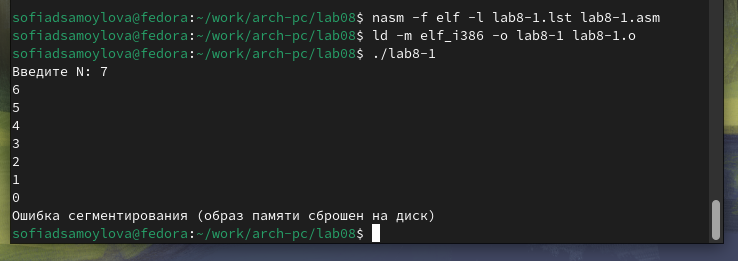 sofiadsamoylova@fedora:~/work/arch-pc/lab08$ nasm -f elf -l lab8-1.lst lab8-1.asm
sofiadsamoylova@fedora:~/work/arch-pc/lab08$ ld -m elf_i386 -o lab8-1 lab8-1.o
sofiadsamoylova@fedora:~/work/arch-pc/lab08$ ./lab8-1
Введите N: 7
6
5
4
3
2
1
0
Ошибка сегментирования (образ памяти сброшен на диск)
sofiadsamoylova@fedora:~/work/arch-pc/lab08$